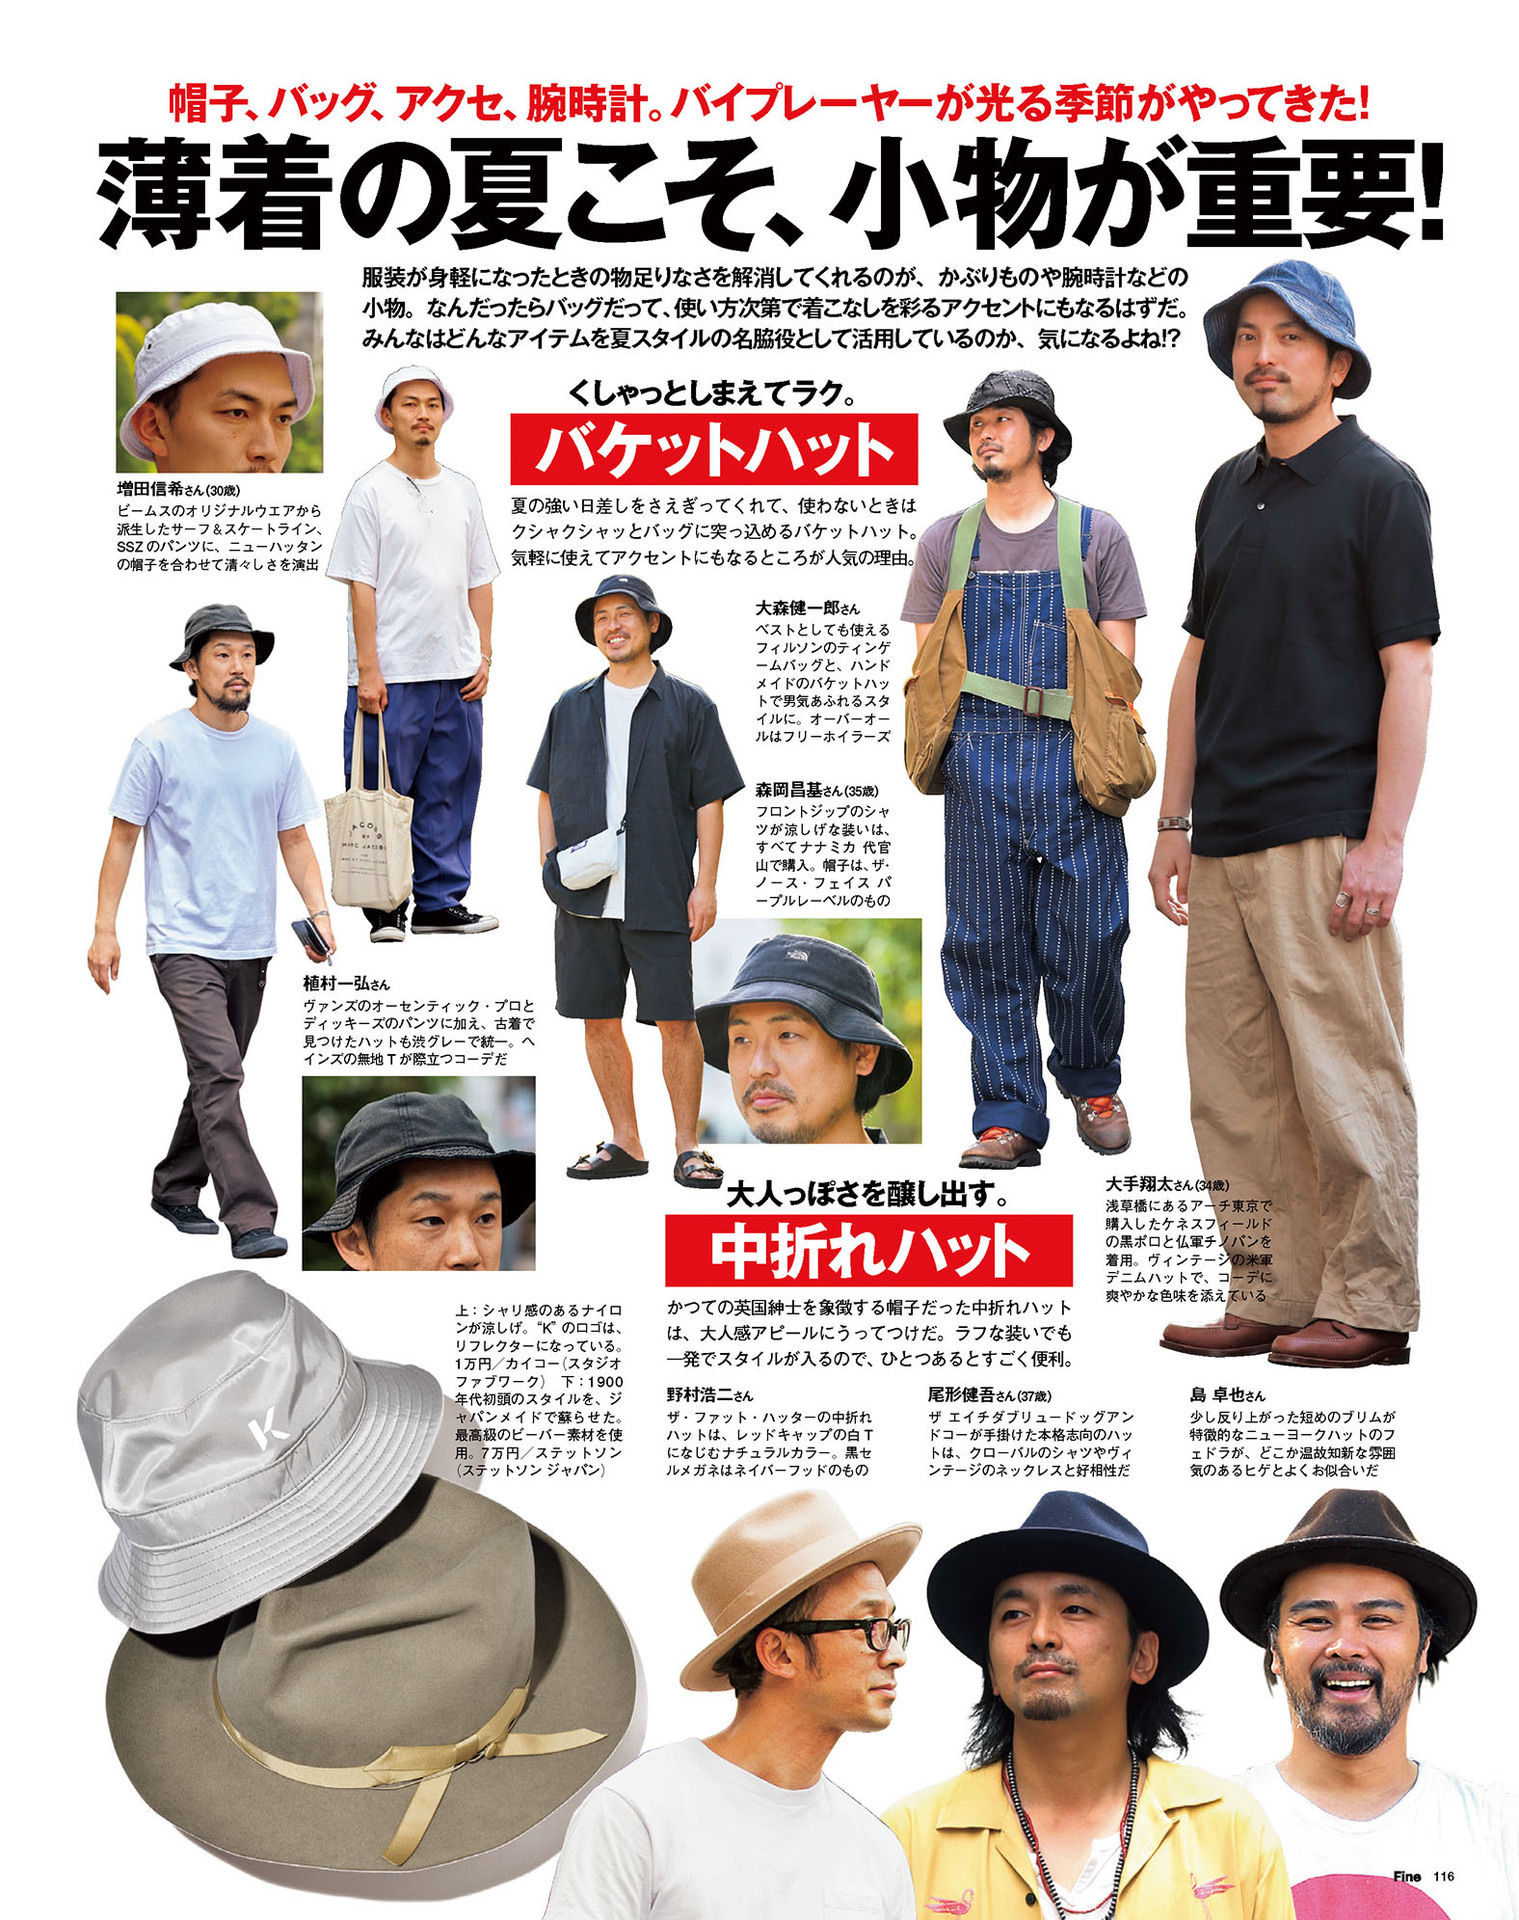 帽子、バッグ、アクセ、腕時計。バイプレーヤーが光る季節がやってきた!
薄着の夏こそ、小物が重要!
服装が身軽になったときの物足りなさを解消してくれるのが、かぶりものや腕時計などの
小物。なんだったらバッグだって、使い方次第で着こなしを彩るアクセントにもなるはずだ。
みんなはどんなアイテムを夏スタイルの名脇役として活用しているのか、気になるよね!?
くしゃっとしまえてラク。
バケットハット
夏の強い日差しをさえぎってくれて、使わないときは
クシャクシャッとバッグに突っ込めるバケットハット。
気軽に使えてアクセントにもなるところが人気の理由。
増田信希さん(30歳)
ビームスのオリジナルウエアから
派生したサーフ&スケートライン、
SSZのパンツに、ニューハッタン
の帽子を合わせて清々しさを演出
大森健一郎さん
ベストとしても使える
フィルソンのティンゲ
ームバッグと、ハンド
メイドのバケットハッ
トで男気あふれるスタ
イルに。オーバーオー
ルはフリーホイラーズ
森岡昌基さん(35歳)
フロントジップのシャ
ツが涼しげな装いは、
すべてナナミカ 代官
山で購入。帽子は、ザ・
ノース・フェイス パ
ープルレーベルのもの
JACOBS
BY
MARC JACOBS
THE NORTH FACE
植村一弘さん
ヴァンズのオーセンティック・プロと
ディッキーズのパンツに加え、古着で
見つけたハットも渋グレーで統一。ヘ
インズの無地Tが際立つコーデだ
大手翔太さん(34歳)
浅草橋にあるアーチ東京で
購入したケネスフィールド
の黒ポロと仏軍チノパンを
着用。ヴィンテージの米軍
デニムハットで、コーデに
爽やかな色味を添えている
大人っぽさを醸し出す。
中折れハット
かつての英国紳士を象徴する帽子だった中折れハット
は、大人感アピールにうってつけだ。ラフな装いでも
一発でスタイルが入るので、ひとつあるとすごく便利。
上:シャリ感のあるナイロ
ンが涼しげ。“K”のロゴは、
リフレクターになっている。
1万円/カイコー(スタジオ
ファブワーク) 下:1900
年代初頭のスタイルを、ジ
ャパンメイドで蘇らせた。
最高級のビーバー素材を使
用。7万円/ステットソン
(ステットソン ジャパン)
K
野村浩二さん
ザ・ファット・ハッターの中折れ
ハットは、レッドキャップの白T
になじむナチュラルカラー。黒セ
ルメガネはネイバーフッドのもの
尾形健吾さん(37歳)
ザ エイチダブリュードッグアン
ドコーが手掛けた本格志向のハッ
トは、クローバルのシャツやヴィ
ンテージのネックレスと好相性だ
島 卓也さん
少し反り上がった短めのブリムが
特徴的なニューヨークハットのフ
ェドラが、どこか温故知新な雰囲
気のあるヒゲとよくお似合いだ
Fine 116